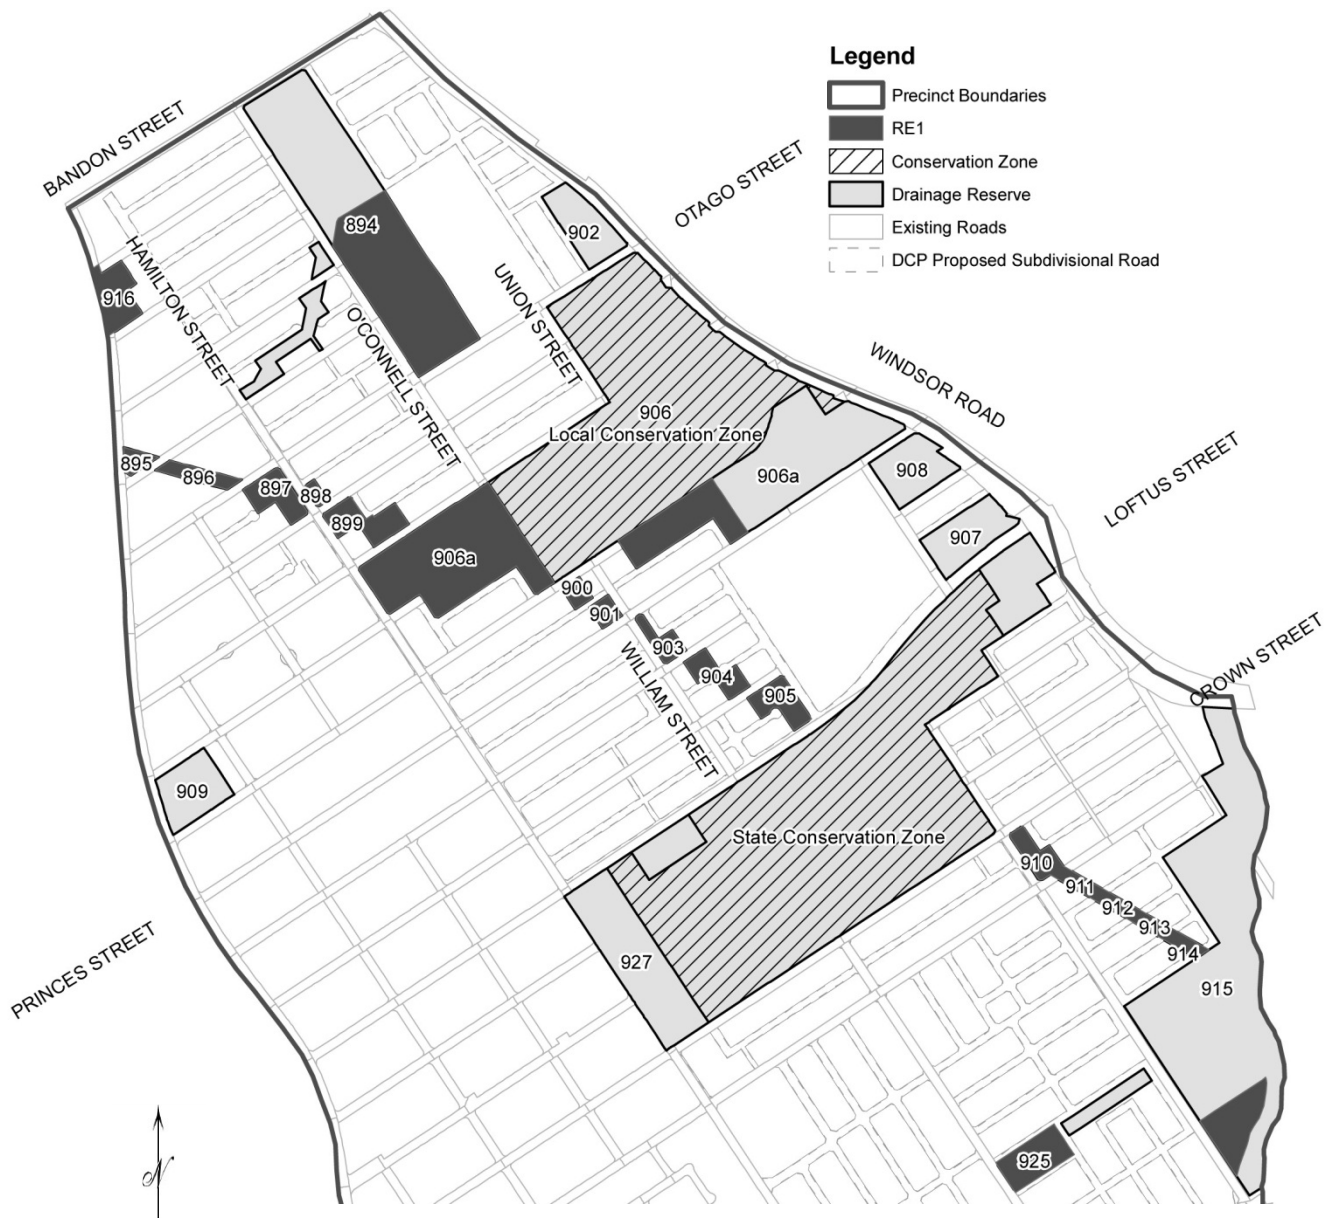 Legend
Precinct Boundaries
RE1
Conservation Zone
Drainage Reserve
Existing Roads
DCP Proposed Subdivisional Road
BANDON STREET
OTAGO STREET
894
902
HAMILTON STREET
UNION STREET
916
O'CONNELL STREET
WINDSOR ROAD
906
Local Conservation Zone
895
896
897
898
899
906a
906a
908
LOFTUS STREET
907
900
901
903
904
905
WILLIAM STREET
CROWN STREET
909
State Conservation Zone
910
911
912
913
914
PRINCES STREET
927
915
925
N